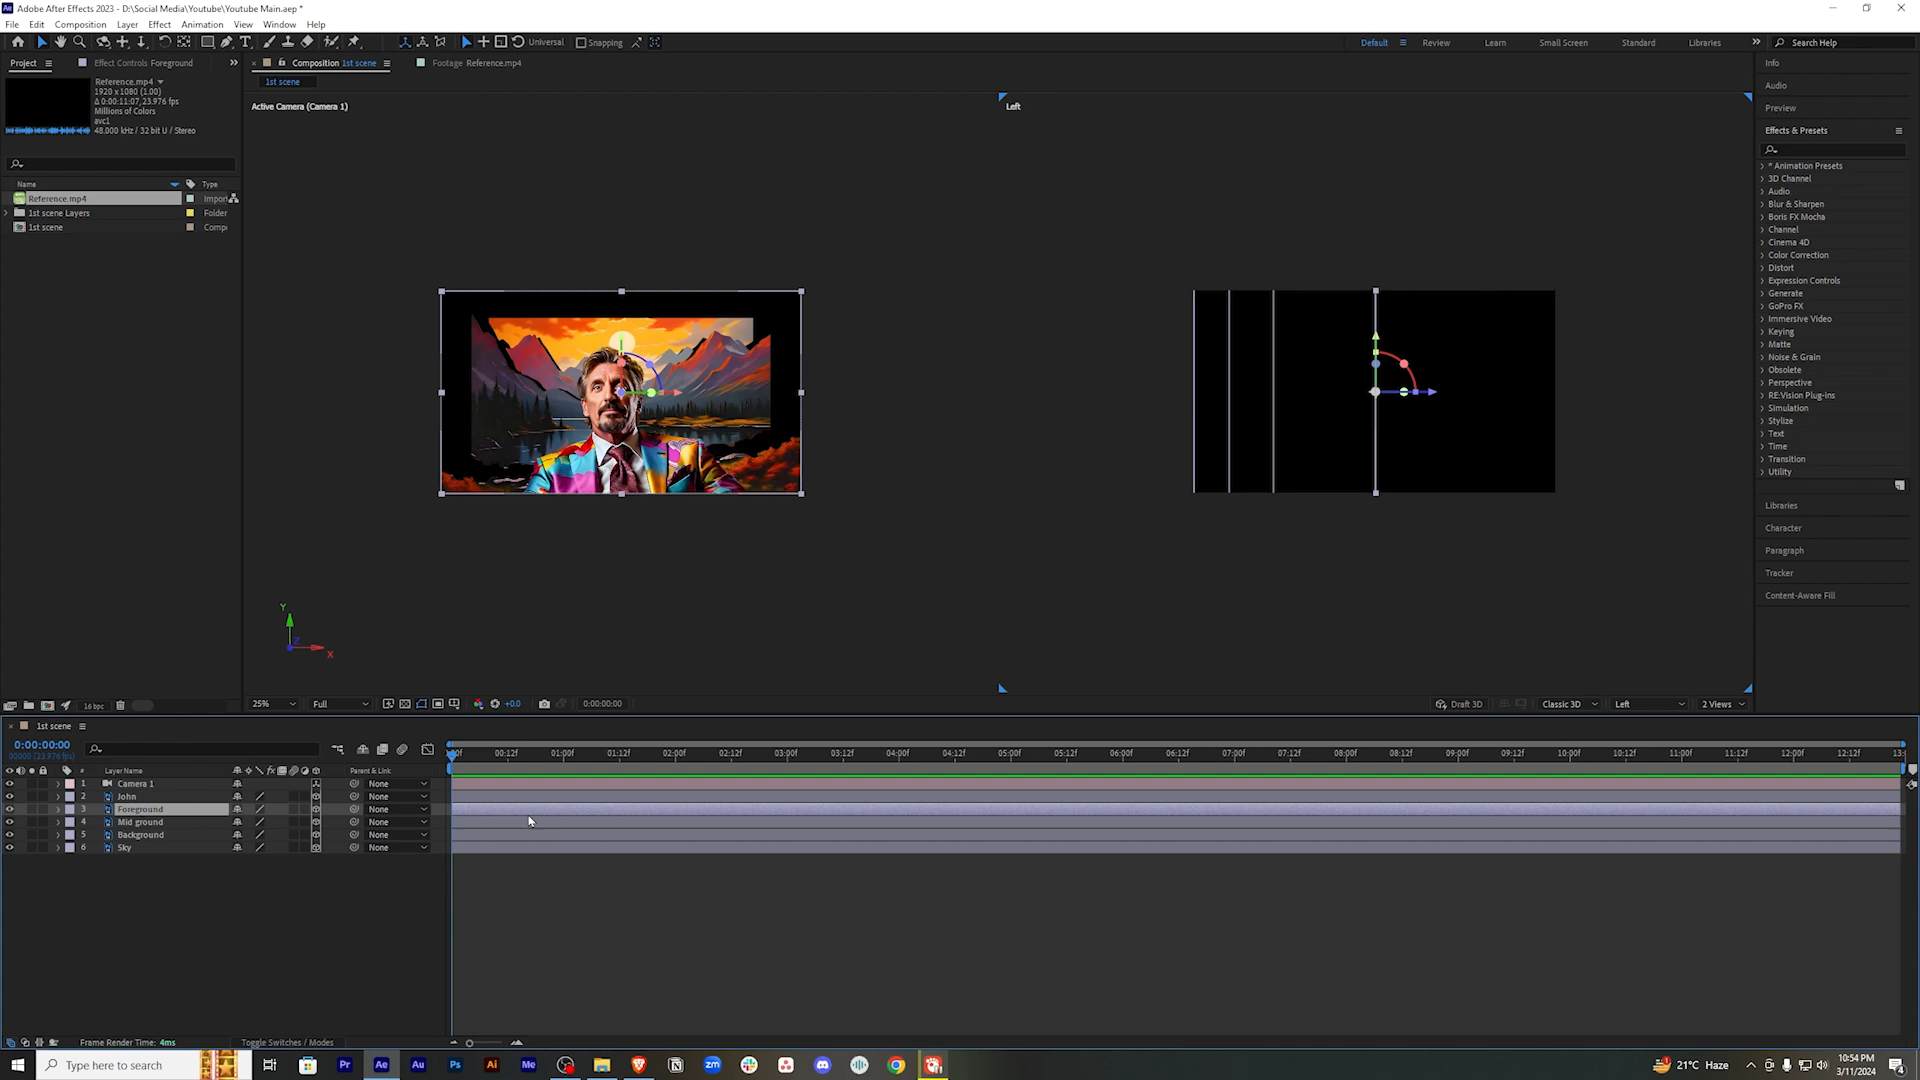 Adobe After Effects 2023 - D:\Social Media\Youtube\Youtube Main.aep *
File Edit Composition Layer Effect Animation View Window Help
Universal Snapping Default Review Learn Small Screen Standard Libraries Search Help
Project Effect Controls Foreground
Composition 1st scene Footage Reference.mp4
1st scene
Reference.mp4
1920 x 1080 (1.00)
Δ 0:00:11:07, 23.976 fps
Millions of Colors
avc1
48.000 kHz / 32 bit U / Stereo
Name Type
Reference.mp4 Import
1st scene Layers Folder
1st scene Comp
16 bpc
Active Camera (Camera 1)
Left
Y
Z
X
25% Full +0.0 0:00:00:00 Draft 3D Classic 3D Left 2 Views
Info
Audio
Preview
Effects & Presets
* Animation Presets
3D Channel
Audio
Blur & Sharpen
Boris FX Mocha
Channel
Cinema 4D
Color Correction
Distort
Expression Controls
Generate
GoPro FX
Immersive Video
Keying
Matte
Noise & Grain
Obsolete
Perspective
RE:Vision Plug-ins
Simulation
Stylize
Text
Time
Transition
Utility
Libraries
Character
Paragraph
Tracker
Content-Aware Fill
1st scene
0:00:00:00
00000 (23.976 fps)
00f 00:12f 01:00f 01:12f 02:00f 02:12f 03:00f 03:12f 04:00f 04:12f 05:00f 05:12f 06:00f 06:12f 07:00f 07:12f 08:00f 08:12f 09:00f 09:12f 10:00f 10:12f 11:00f 11:12f 12:00f 12:12f 13:
# Layer Name fx Parent & Link
1 Camera 1 None
2 John None
3 Foreground None
4 Mid ground None
5 Background None
6 Sky None
Frame Render Time: 4ms Toggle Switches / Modes
Type here to search Pr Ae Au Ps Ai Me zm 21°C Haze
10:54 PM
3/11/2024
4